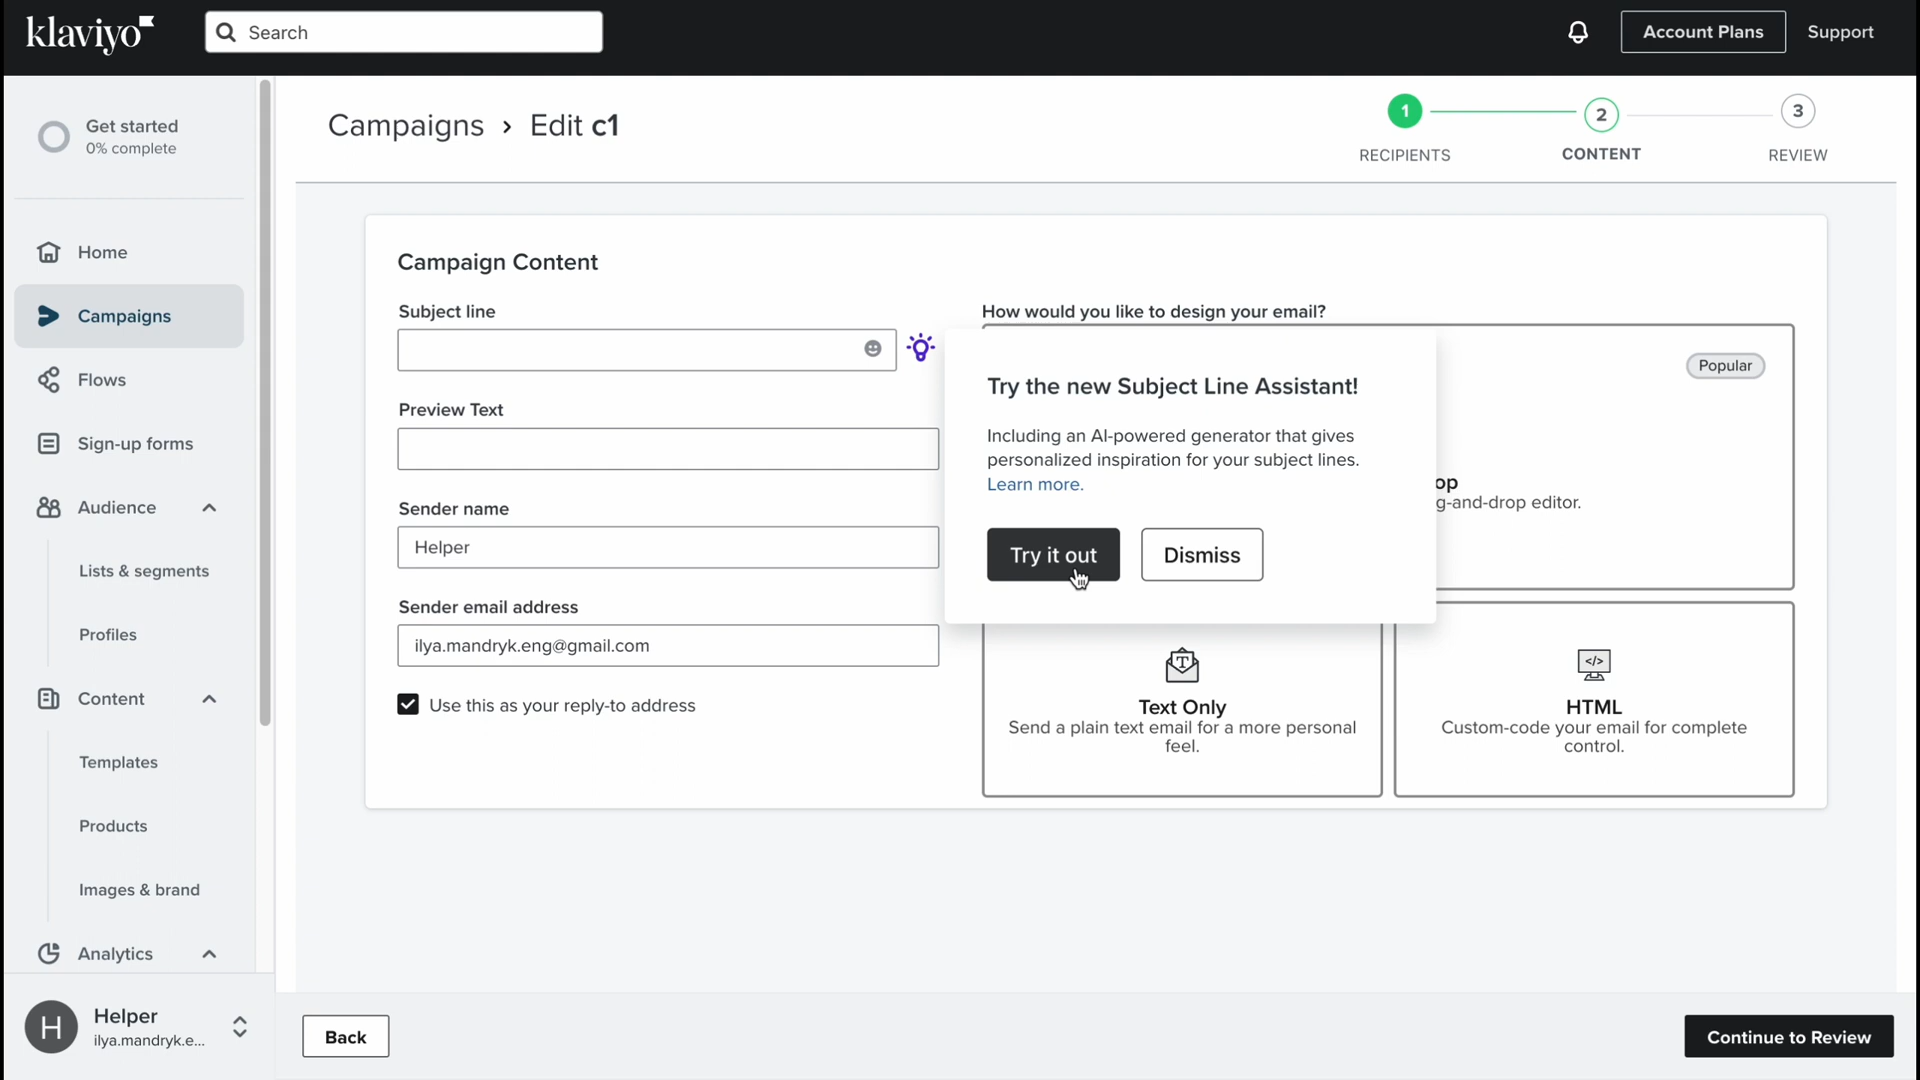 klaviyo
Search
Account Plans
Support
Get started
0% complete
Home
Campaigns
Flows
Sign-up forms
Audience
Lists & segments
Profiles
Content
Templates
Products
Images & brand
Analytics
H
Helper
ilya.mandryk.e...
Campaigns › Edit c1
1
RECIPIENTS
2
CONTENT
3
REVIEW
Campaign Content
Subject line
Preview Text
Sender name
Helper
Sender email address
ilya.mandryk.eng@gmail.com
Use this as your reply-to address
How would you like to design your email?
Popular
Try the new Subject Line Assistant!
Including an AI-powered generator that gives
personalized inspiration for your subject lines.
Learn more.
Try it out
Dismiss
op
g-and-drop editor.
T
Text Only
Send a plain text email for a more personal
feel.
</>
HTML
Custom-code your email for complete
control.
Back
Continue to Review